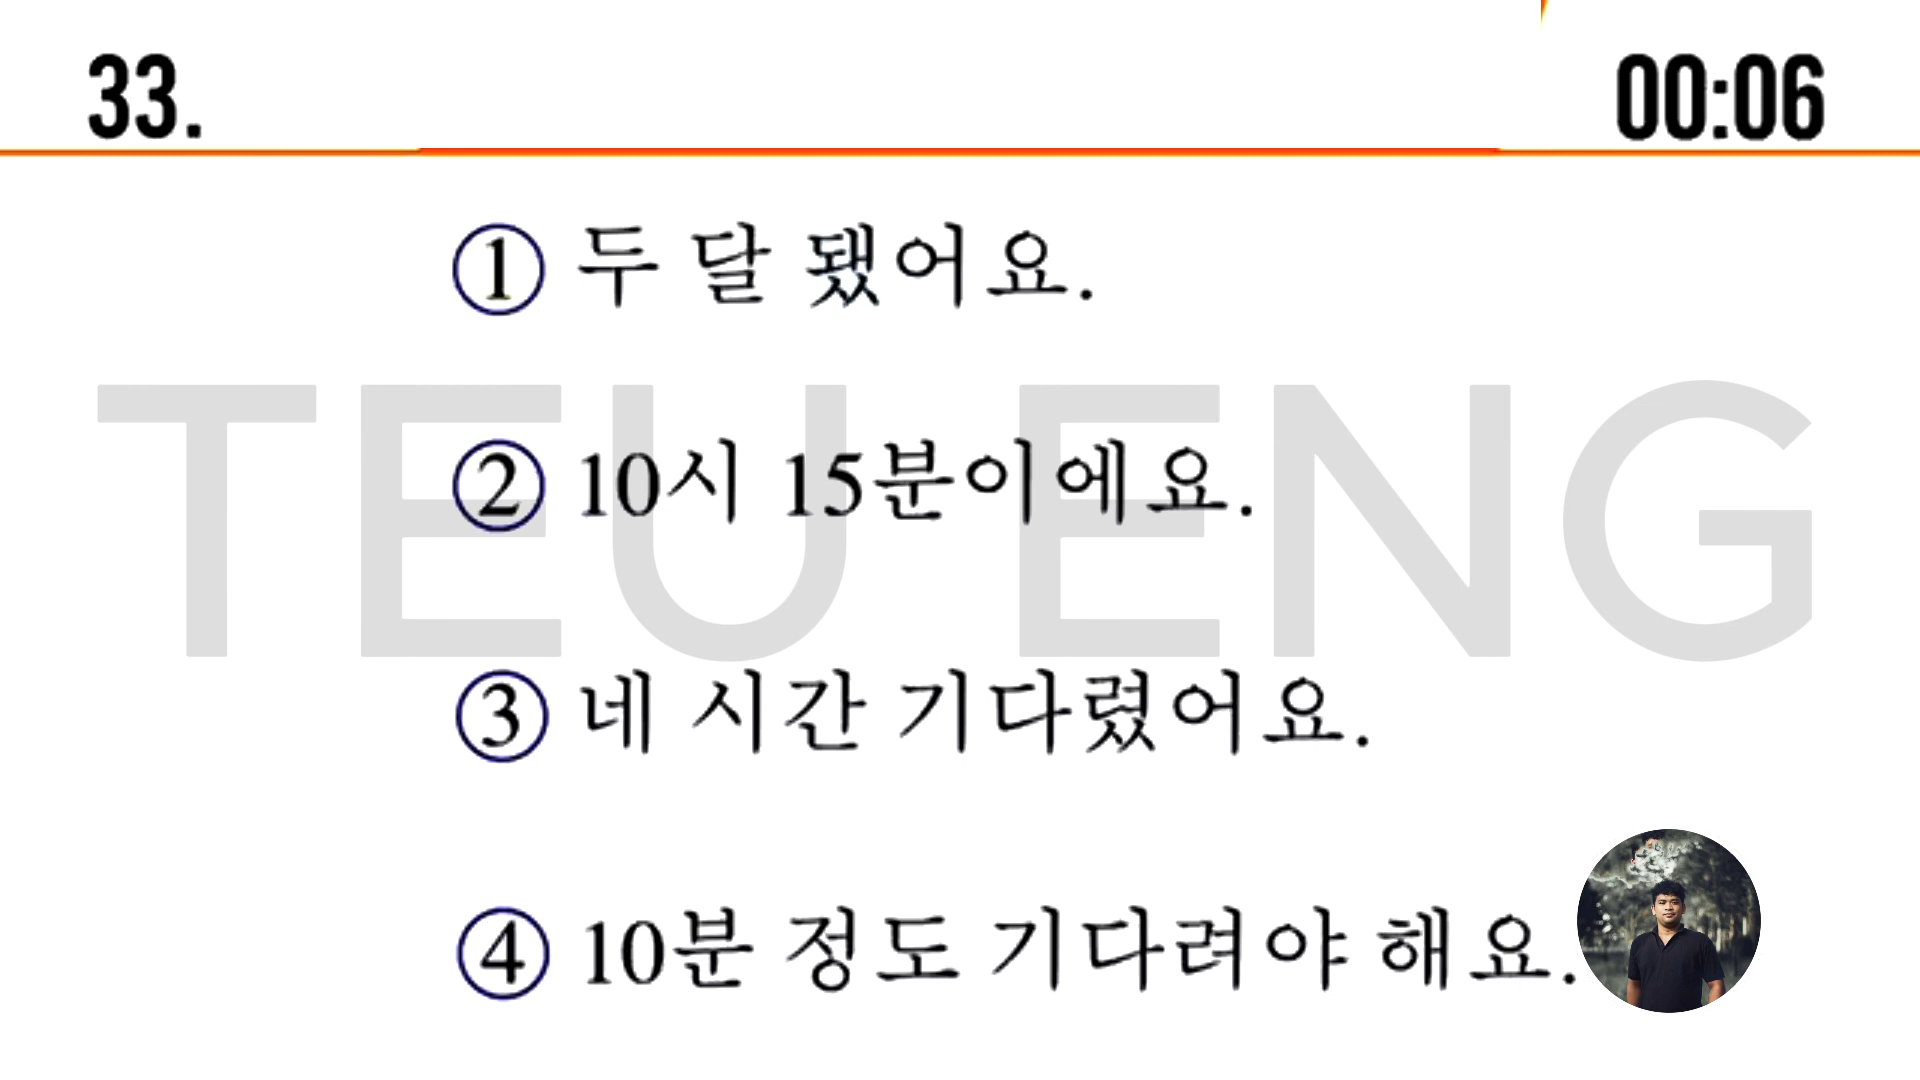 33.
00:06
① 두 달 됐어요.
② 10시 15분이에요.
③ 네 시간 기다렸어요.
④ 10분 정도 기다려야 해요.
TEU ENG